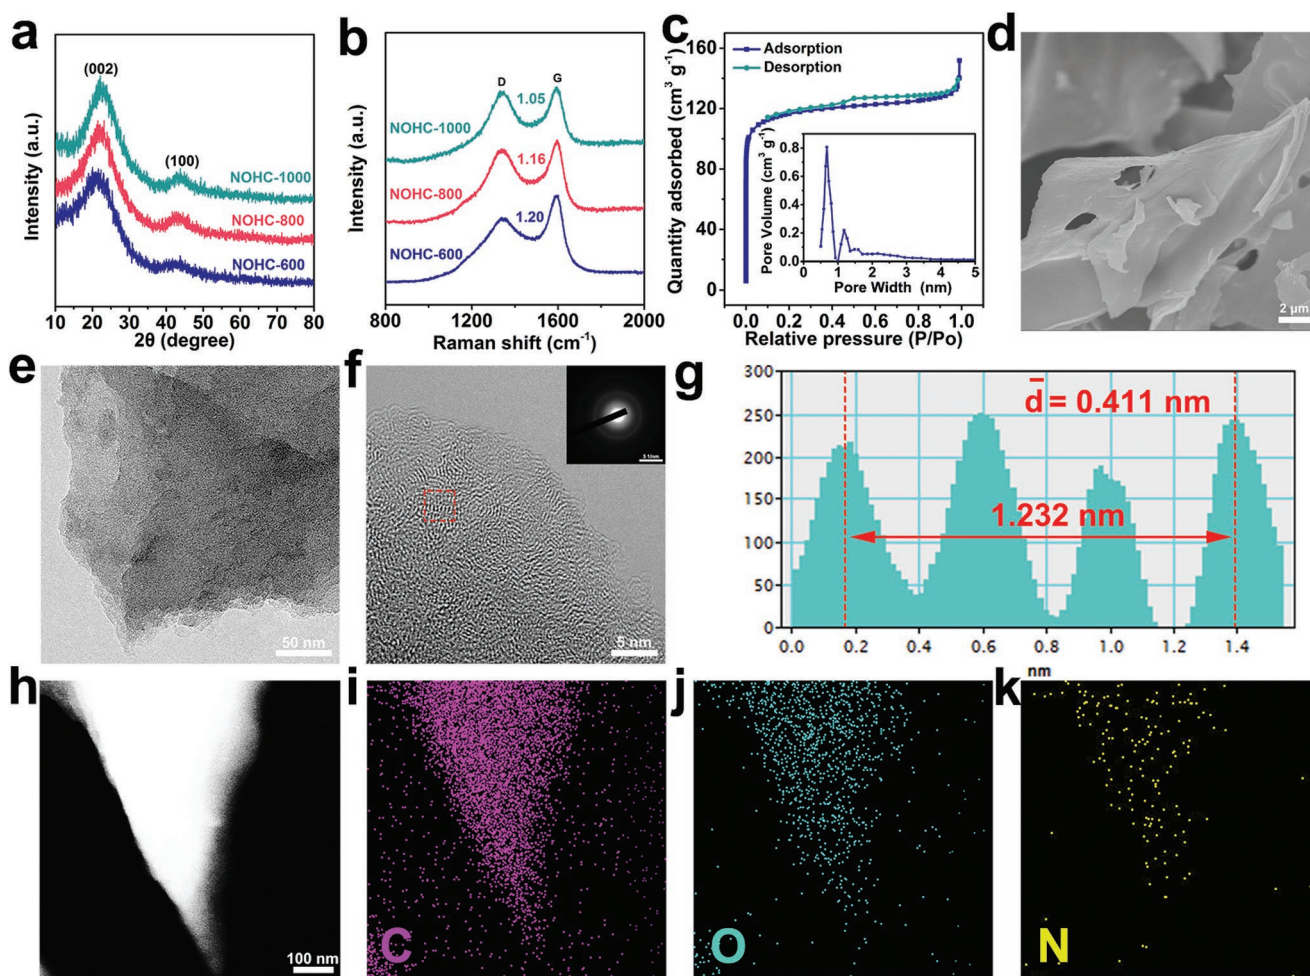 a
(002)
(100)
NOHC-1000
NOHC-800
NOHC-600
Intensity (a.u.)
10 20 30 40 50 60 70 80
2θ (degree)
b
D
G
1.05
NOHC-1000
1.16
NOHC-800
1.20
NOHC-600
Intensity (a.u.)
800 1200 1600 2000
Raman shift (cm-1)
c
Adsorption
Desorption
Quantity adsorbed (cm3 g-1)
160
120
80
40
0
0.0 0.2 0.4 0.6 0.8 1.0
Relative pressure (P/Po)
Pore Volume (cm3 g-1)
0.8
0.6
0.4
0.2
0.0
0 1 2 3 4 5
Pore Width (nm)
d
2 μm
e
50 nm
f
5 1/nm
5 nm
g
300
250
200
150
100
50
0
d̄ = 0.411 nm
1.232 nm
0.0 0.2 0.4 0.6 0.8 1.0 1.2 1.4
nm
h
100 nm
i
C
j
O
k
N